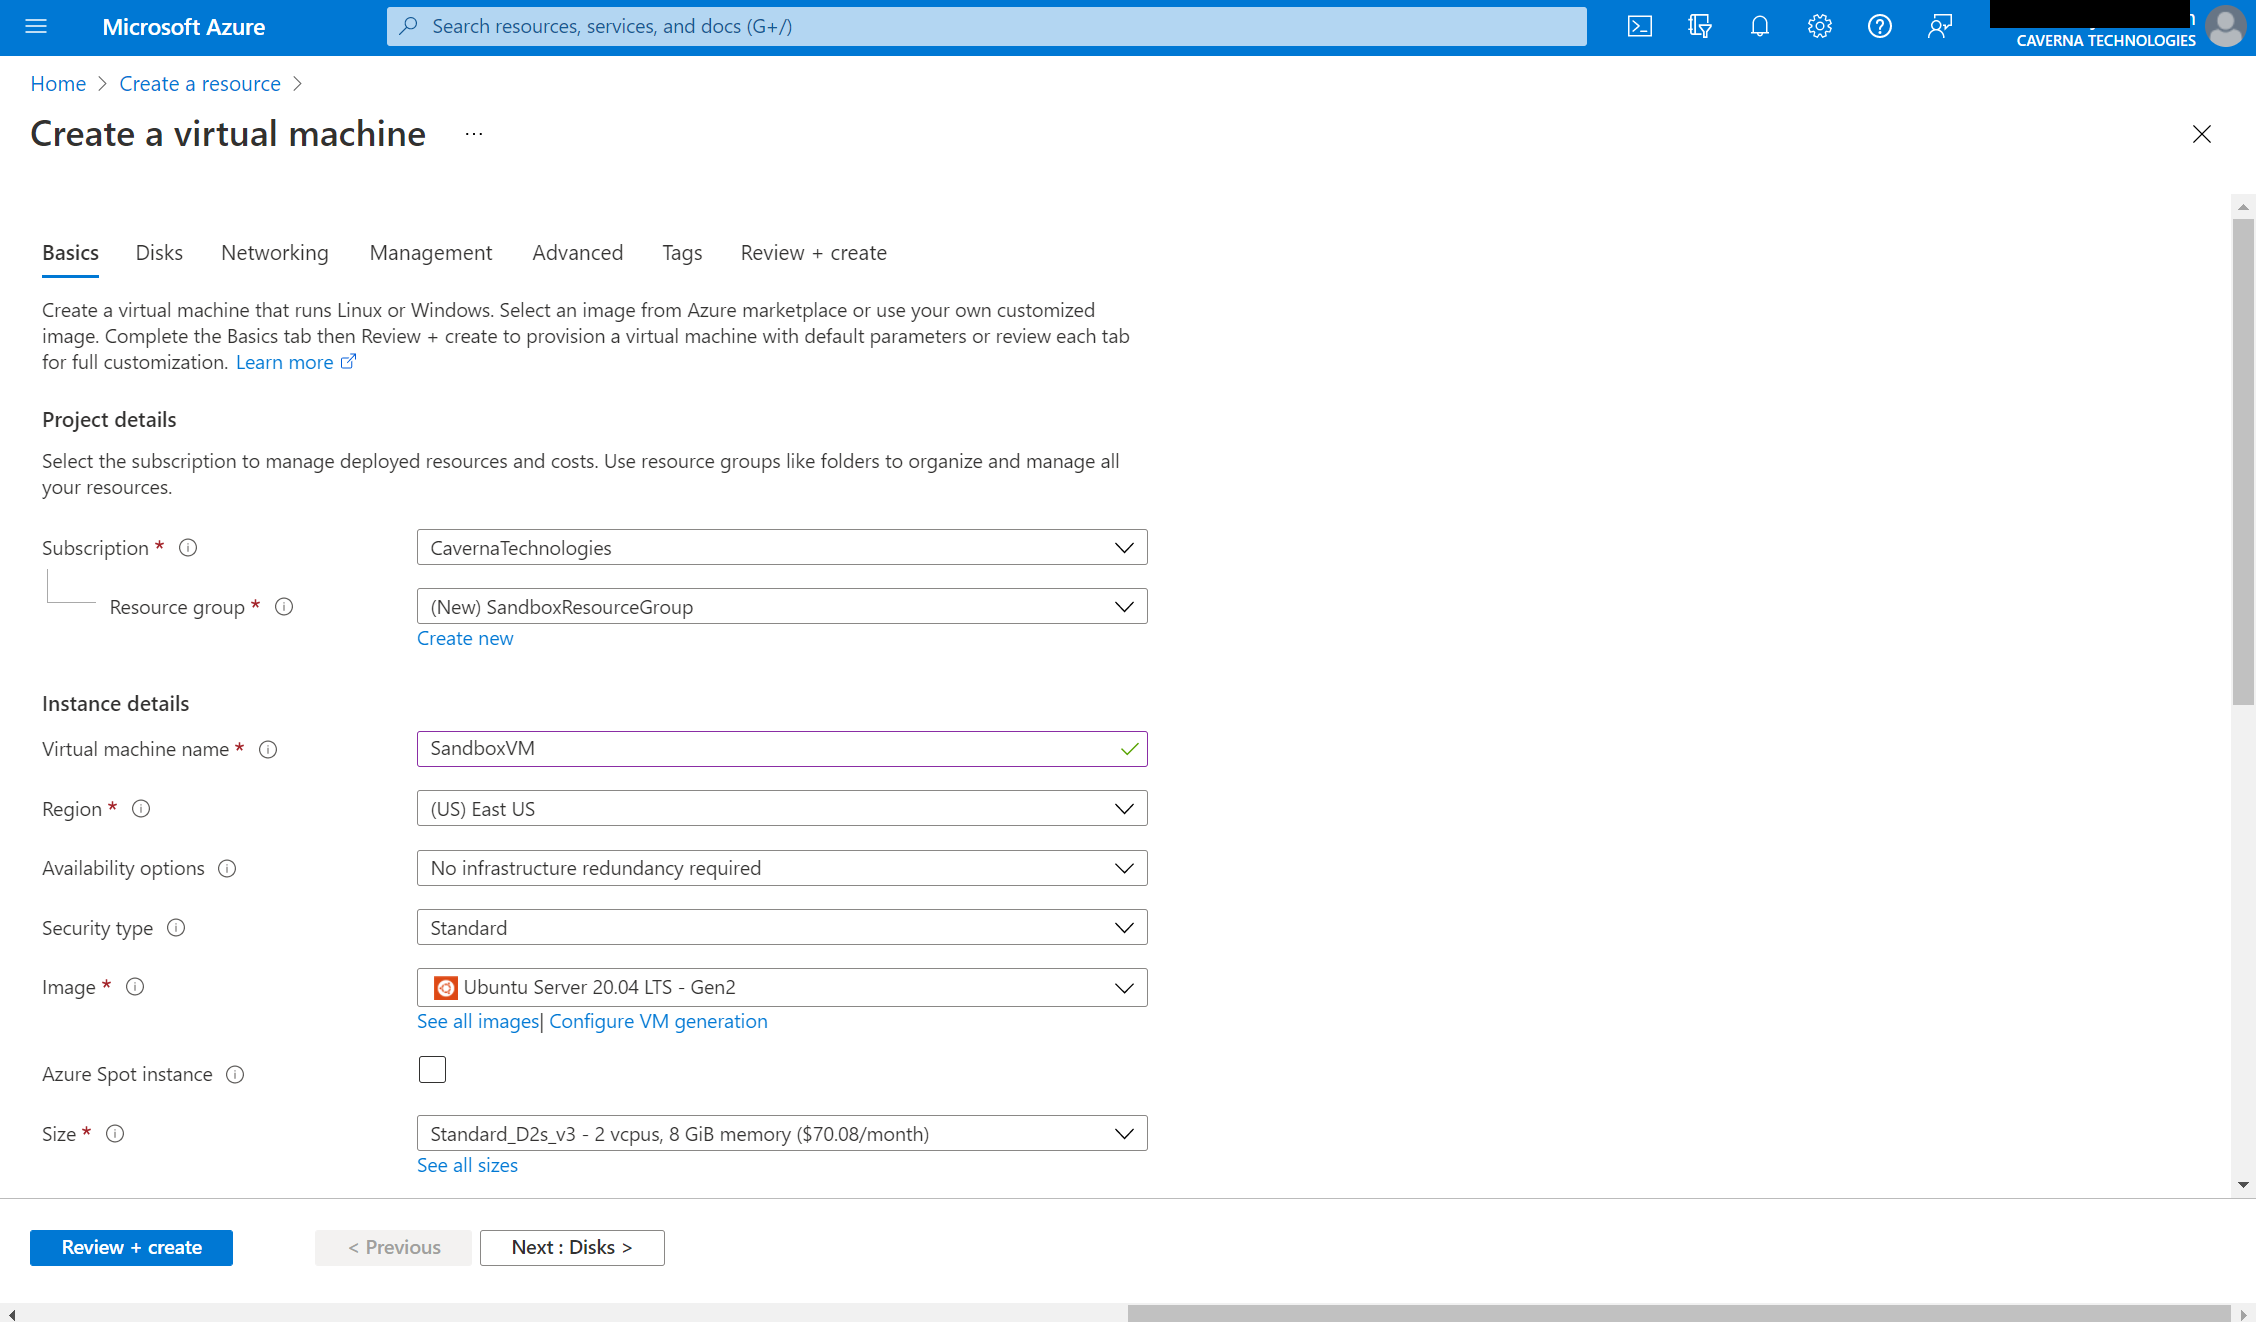 Microsoft Azure
Search resources, services, and docs (G+/)
CAVERNA TECHNOLOGIES
Home > Create a resource >
Create a virtual machine ...
Basics Disks Networking Management Advanced Tags Review + create
Create a virtual machine that runs Linux or Windows. Select an image from Azure marketplace or use your own customized
image. Complete the Basics tab then Review + create to provision a virtual machine with default parameters or review each tab
for full customization. Learn more
Project details
Select the subscription to manage deployed resources and costs. Use resource groups like folders to organize and manage all
your resources.
Subscription * CavernaTechnologies
Resource group * (New) SandboxResourceGroup
Create new
Instance details
Virtual machine name * SandboxVM
Region * (US) East US
Availability options No infrastructure redundancy required
Security type Standard
Image * Ubuntu Server 20.04 LTS - Gen2
See all images| Configure VM generation
Azure Spot instance
Size * Standard_D2s_v3 - 2 vcpus, 8 GiB memory ($70.08/month)
See all sizes
Review + create < Previous Next : Disks >